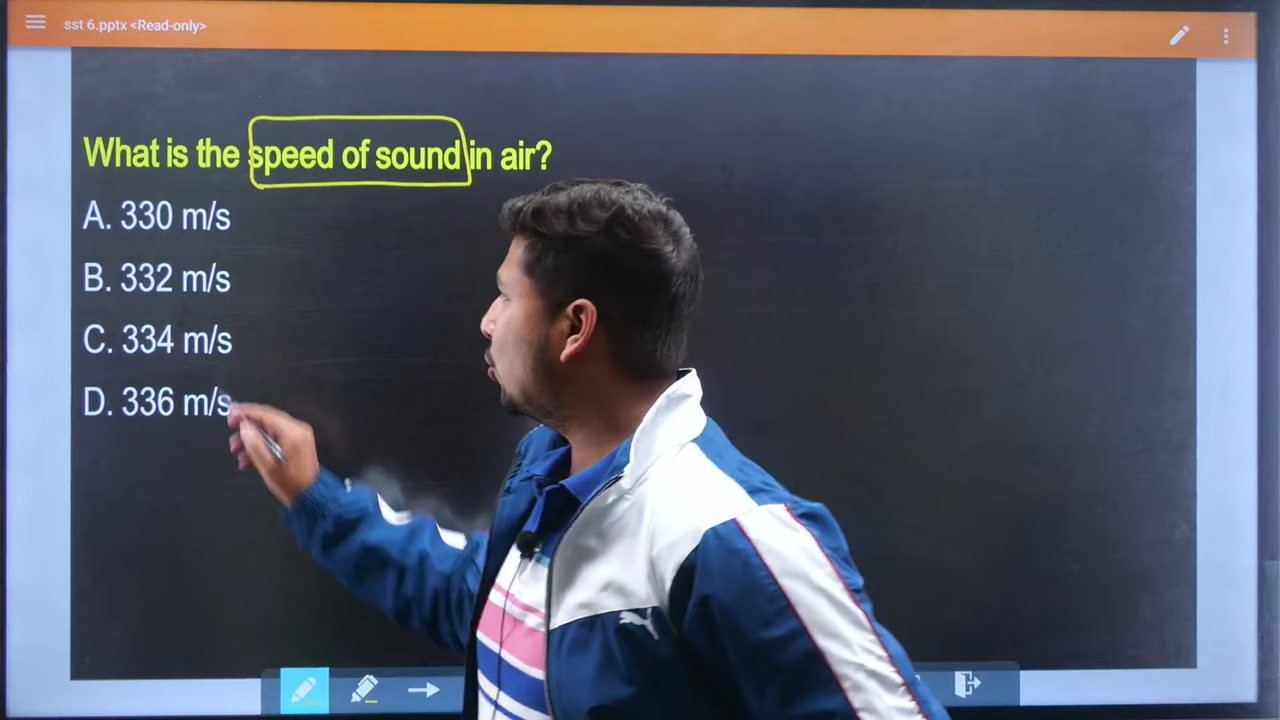 sst 6.pptx <Read-only>
What is the speed of sound in air?
A. 330 m/s
B. 332 m/s
C. 334 m/s
D. 336 m/s